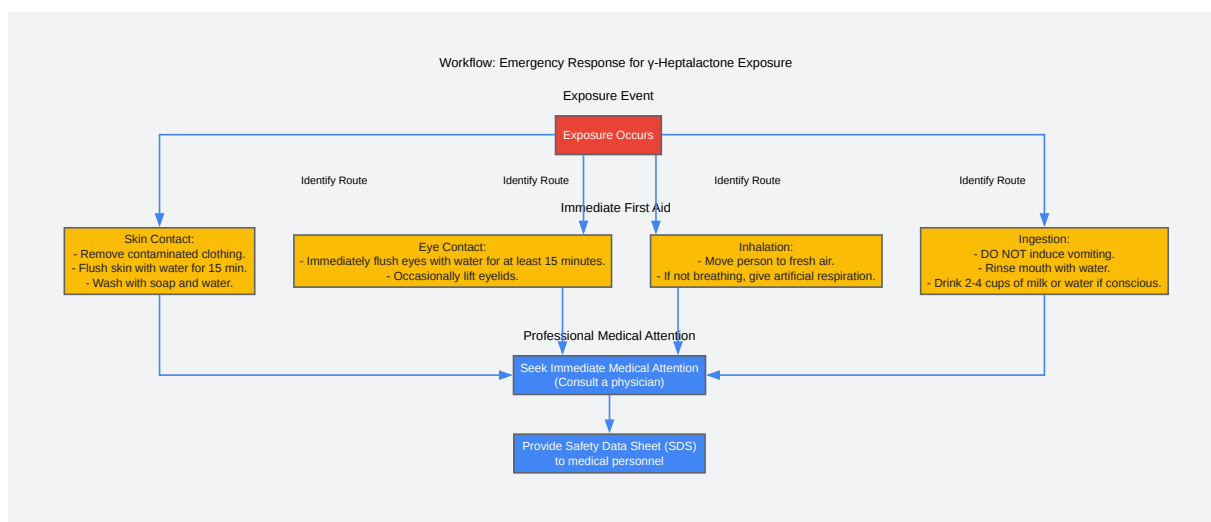 Workflow: Emergency Response for γ-Heptalactone Exposure
Exposure Event
Exposure Occurs
Identify Route
Identify Route
Identify Route
Identify Route
Immediate First Aid
Skin Contact:
- Remove contaminated clothing.
- Flush skin with water for 15 min.
- Wash with soap and water.
Eye Contact:
- Immediately flush eyes with water for at least 15 minutes.
- Occasionally lift eyelids.
Inhalation:
- Move person to fresh air.
- If not breathing, give artificial respiration.
Ingestion:
- DO NOT induce vomiting.
- Rinse mouth with water.
- Drink 2-4 cups of milk or water if conscious.
Professional Medical Attention
Seek Immediate Medical Attention
(Consult a physician)
Provide Safety Data Sheet (SDS)
to medical personnel